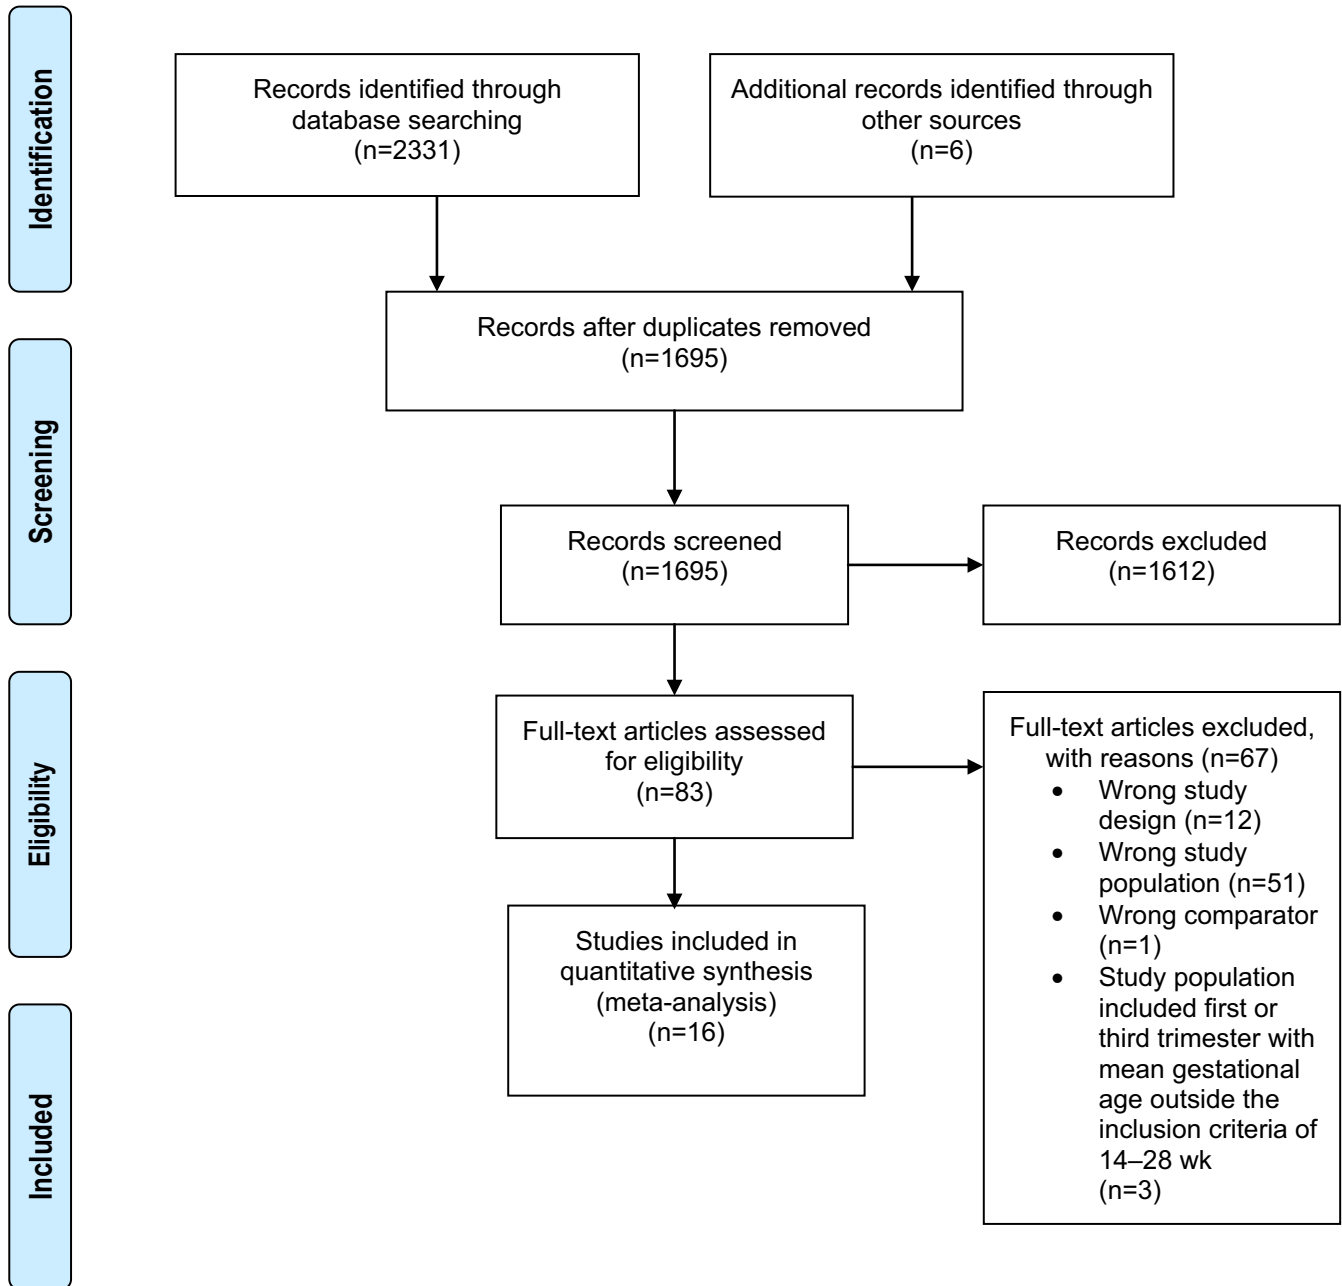 Identification
Records identified through
database searching
(n=2331)
Additional records identified through
other sources
(n=6)
Records after duplicates removed
(n=1695)
Screening
Records screened
(n=1695)
Records excluded
(n=1612)
Eligibility
Full-text articles assessed
for eligibility
(n=83)
Full-text articles excluded,
with reasons (n=67)
• Wrong study
design (n=12)
• Wrong study
population (n=51)
• Wrong comparator
(n=1)
• Study population
included first or
third trimester with
mean gestational
age outside the
inclusion criteria of
14–28 wk
(n=3)
Included
Studies included in
quantitative synthesis
(meta-analysis)
(n=16)